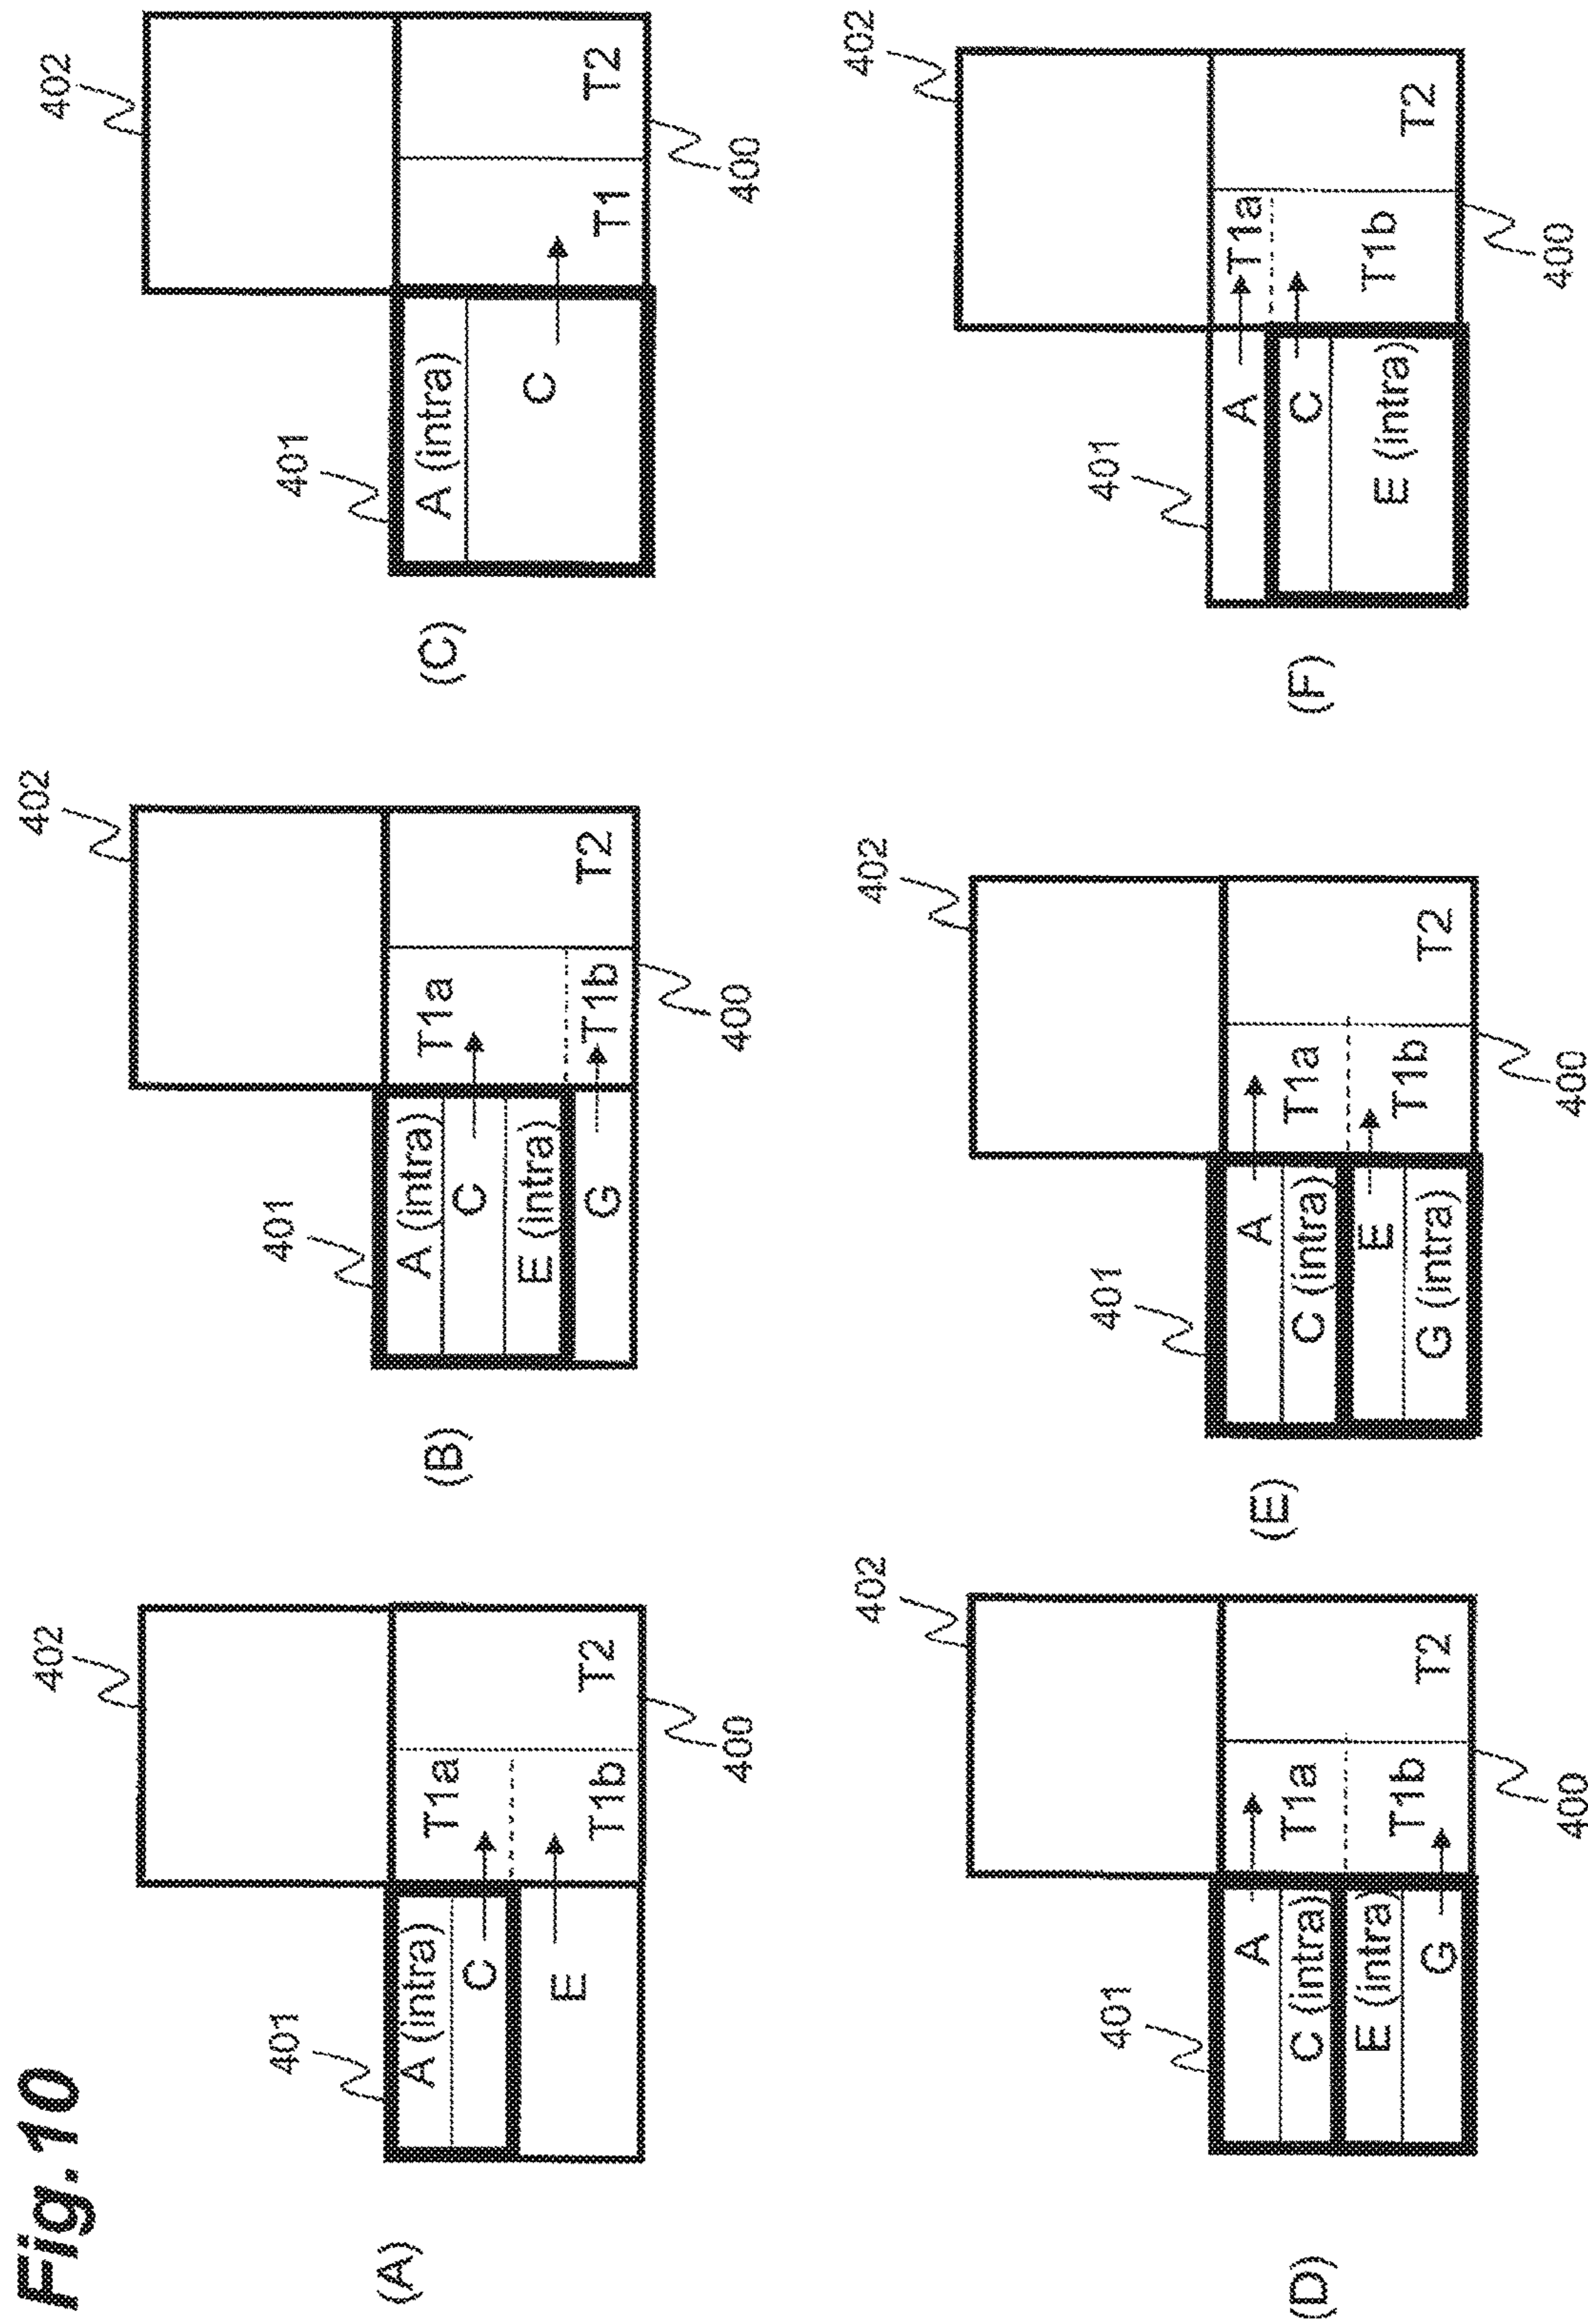 Fig.10
(A)
401
402
A (intra)
C
E
T1a
T1b
T2
400
(B)
401
402
A (intra)
C
E (intra)
G
T1a
T1b
T2
400
(C)
401
402
A (intra)
C
T1
T2
400
(D)
401
402
A
C (intra)
E (intra)
G
T1a
T1b
T2
400
(E)
401
402
A
C (intra)
E
G (intra)
T1a
T1b
T2
400
(F)
401
402
A
C
E (intra)
T1a
T1b
T2
400